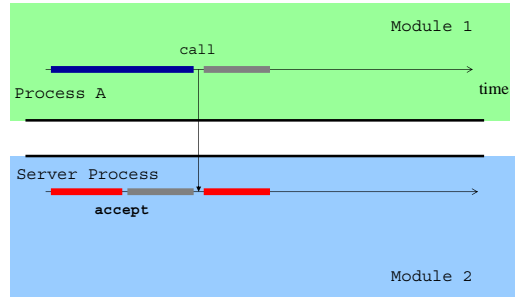 Module 1
call
time
Process A
Server Process
accept
Module 2